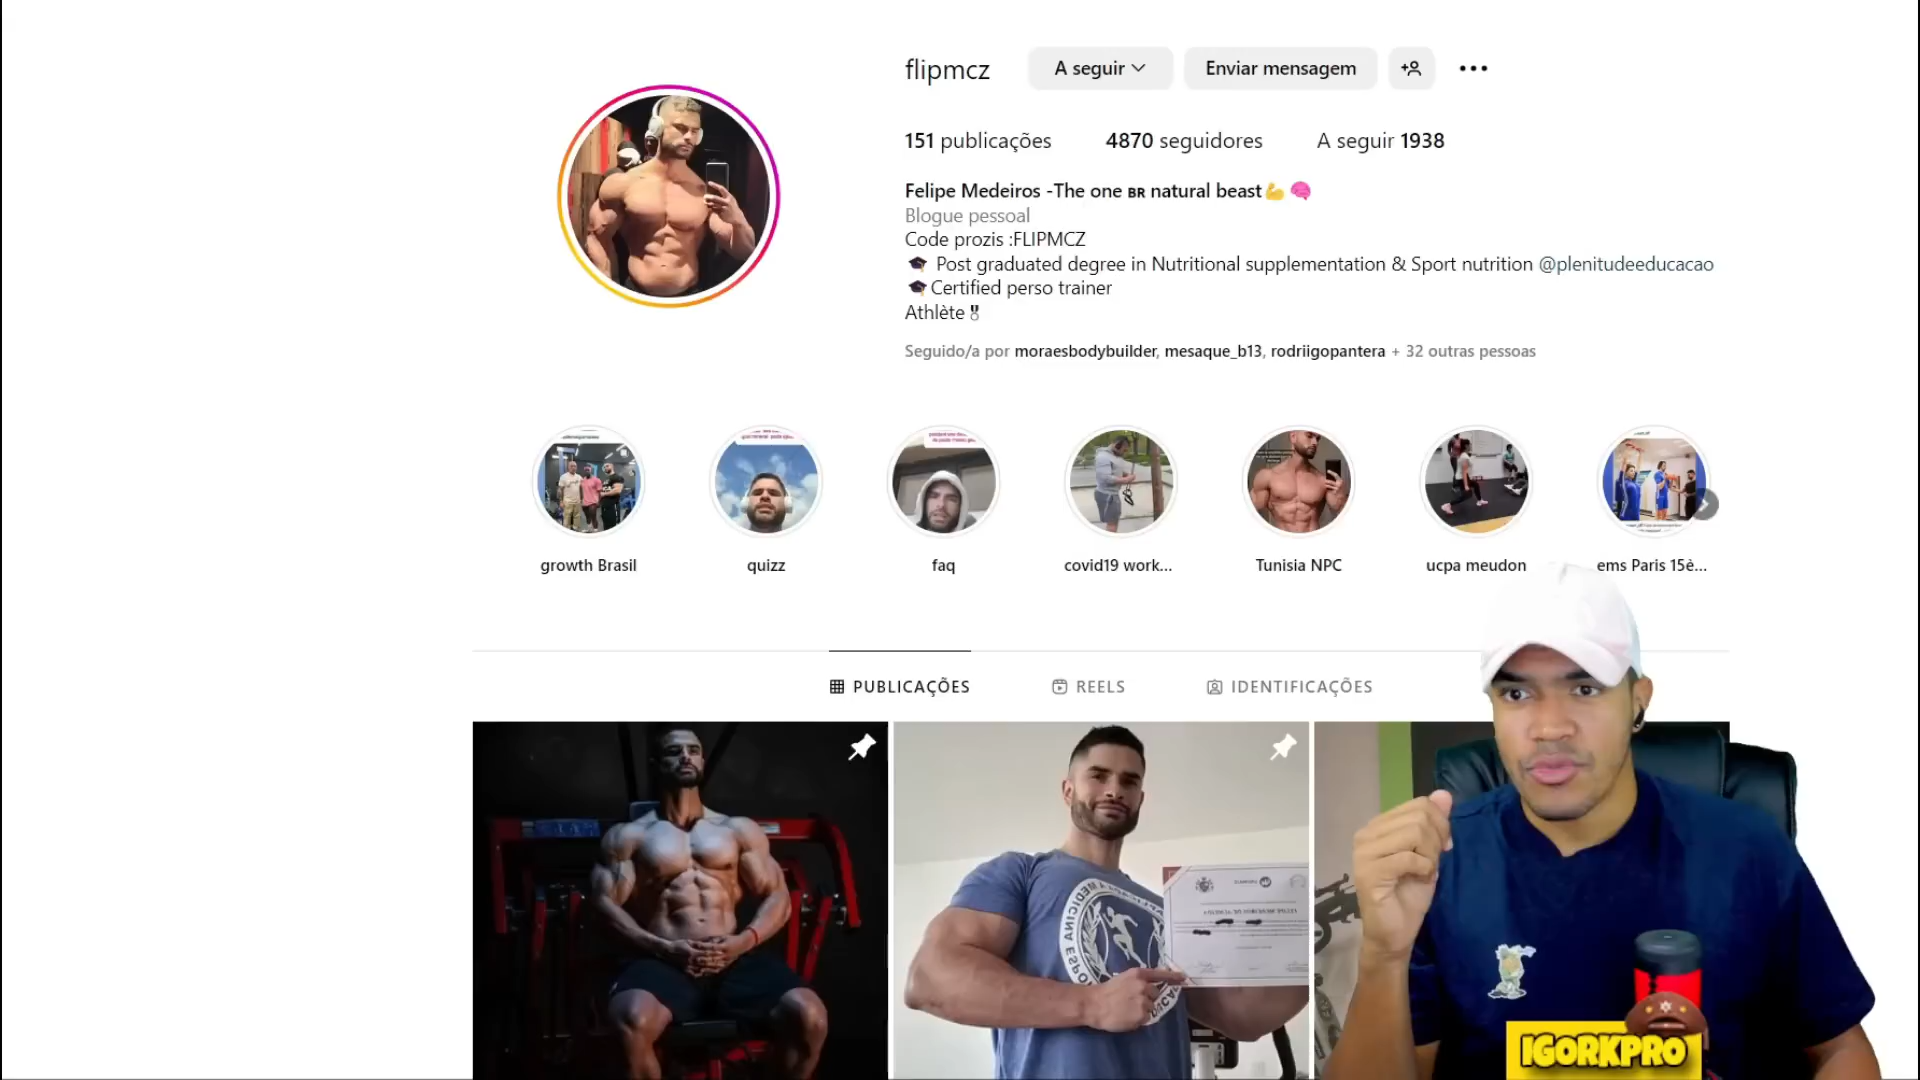 flipmcz
A seguir
Enviar mensagem
151 publicações
4870 seguidores
A seguir 1938
Felipe Medeiros -The one ʙʀ natural beast💪🧠
Blogue pessoal
Code prozis :FLIPMCZ
🎓 Post graduated degree in Nutritional supplementation & Sport nutrition @plenitudeeducacao
🎓Certified perso trainer
Athlète🎖
Seguido/a por moraesbodybuilder, mesaque_b13, rodriigopantera + 32 outras pessoas
growth Brasil
quizz
faq
covid19 work...
Tunisia NPC
ucpa meudon
ems Paris 15è...
PUBLICAÇÕES
REELS
IDENTIFICAÇÕES
IGORKPRO